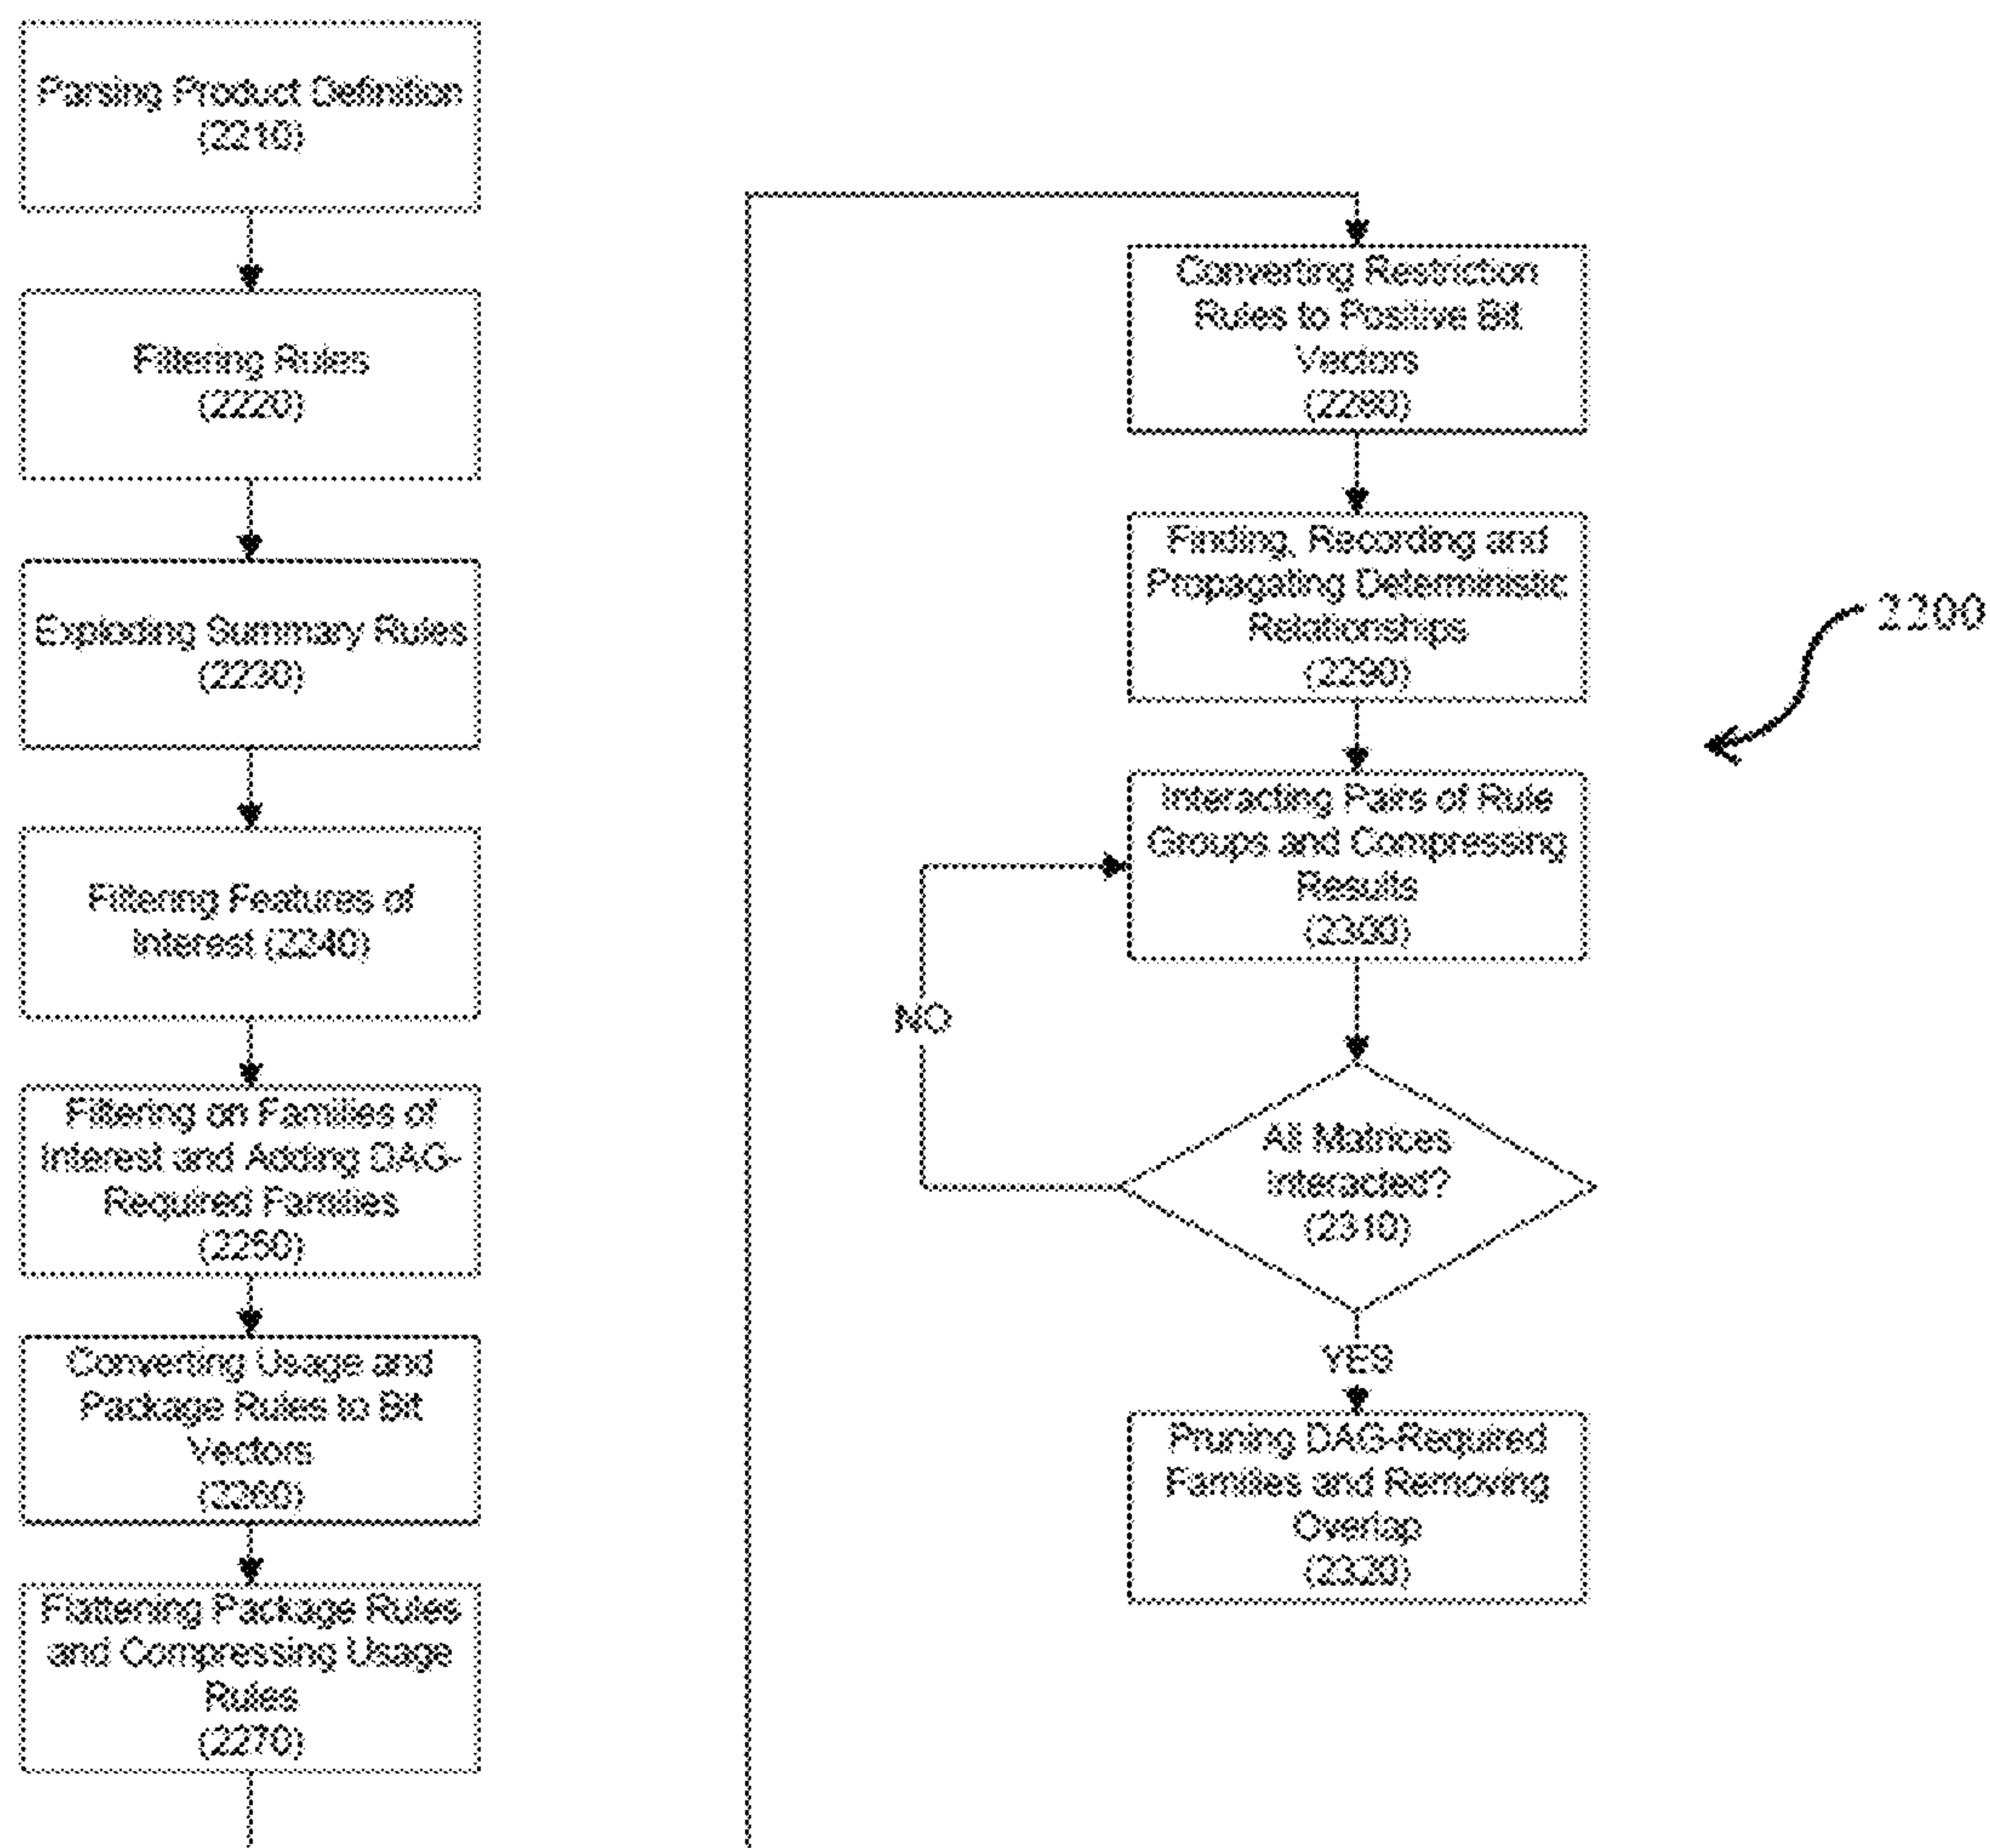 Parsing Product Definition
(2210)
Filtering Rules
(2220)
Exploding Summary Rules
(2230)
Filtering Features of
Interest (2240)
Filtering on Families of
Interest and Adding DAG-
Required Families
(2250)
Converting Usage and
Package Rules to Bit
Vectors
(2260)
Flattening Package Rules
and Compressing Usage
Rules
(2270)
Converting Restriction
Rules to Positive Bit
Vectors
(2280)
Finding, Recording and
Propagating Deterministic
Relationships
(2290)
Interacting Pairs of Rule
Groups and Compressing
Results
(2300)
NO
All Matrices
Interacted?
(2310)
YES
Pruning DAG-Required
Families and Removing
Overlap
(2320)
2200